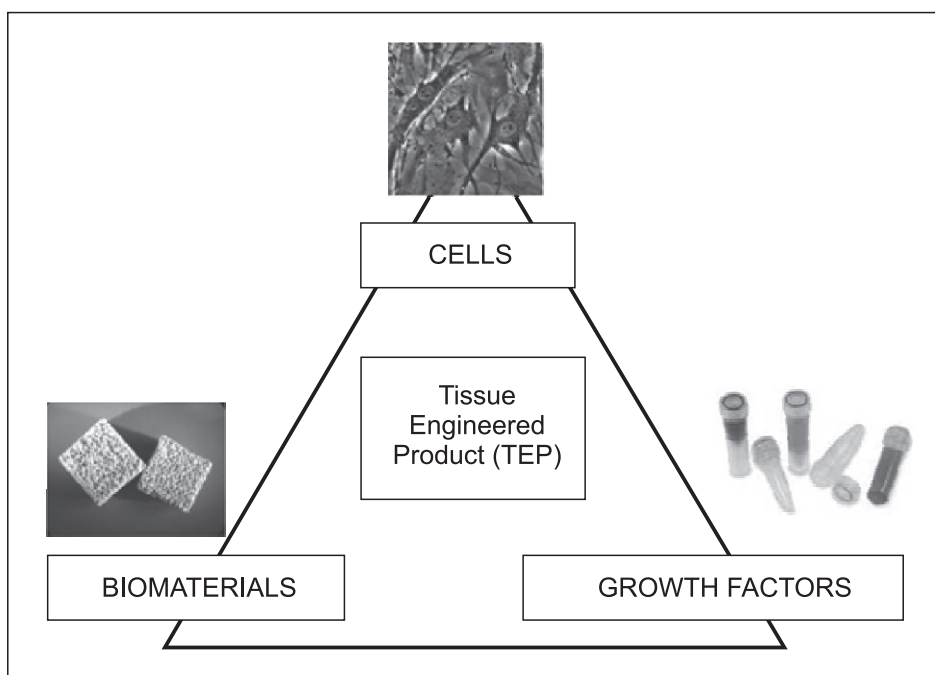 CELLS
Tissue
Engineered
Product (TEP)
BIOMATERIALS
GROWTH FACTORS